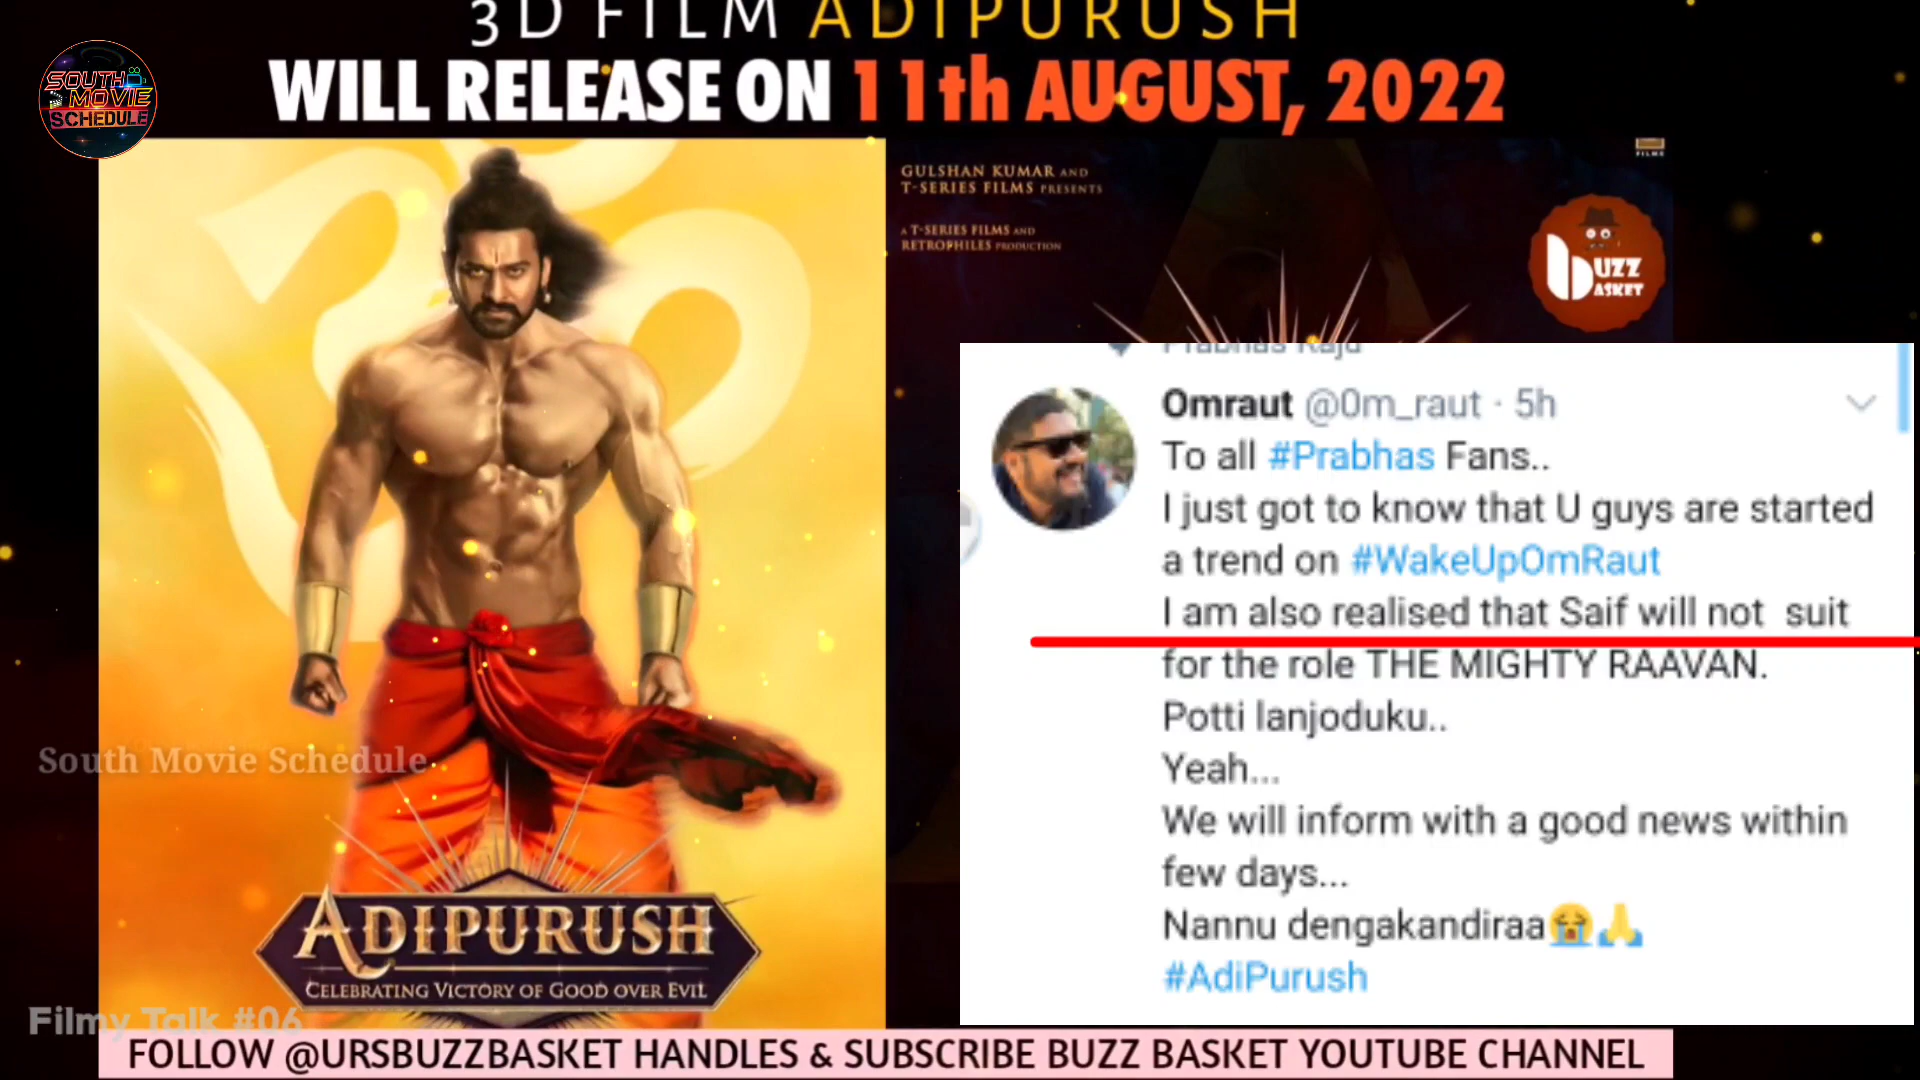 3D FILM ADIPURUSH
WILL RELEASE ON 11th AUGUST, 2022
SOUTH
MOVIE
SCHEDULE
GULSHAN KUMAR AND
T-SERIES FILMS PRESENTS
A T-SERIES FILMS AND
RETROPHILES PRODUCTION
FILMS
bUZZ
BASKET
Prabhas Raju
Omraut @0m_raut · 5h
To all #Prabhas Fans..
I just got to know that U guys are started
a trend on #WakeUpOmRaut
I am also realised that Saif will not suit
for the role THE MIGHTY RAAVAN.
Potti lanjoduku..
Yeah...
We will inform with a good news within
few days...
Nannu dengakandiraa😭🙏
#AdiPurush
South Movie Schedule
ADIPURUSH
CELEBRATING VICTORY OF GOOD OVER EVIL
Filmy Talk #06
FOLLOW @URSBUZZBASKET HANDLES & SUBSCRIBE BUZZ BASKET YOUTUBE CHANNEL